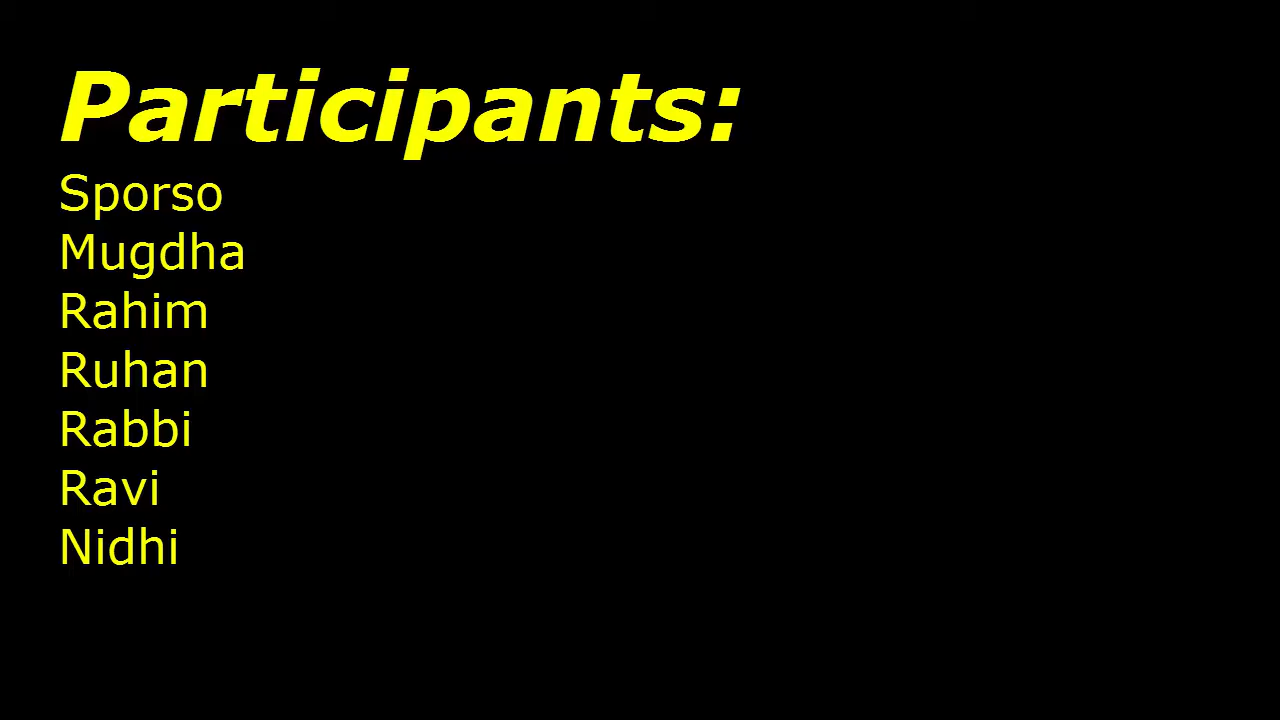 Participants:
Sporso
Mugdha
Rahim
Ruhan
Rabbi
Ravi
Nidhi